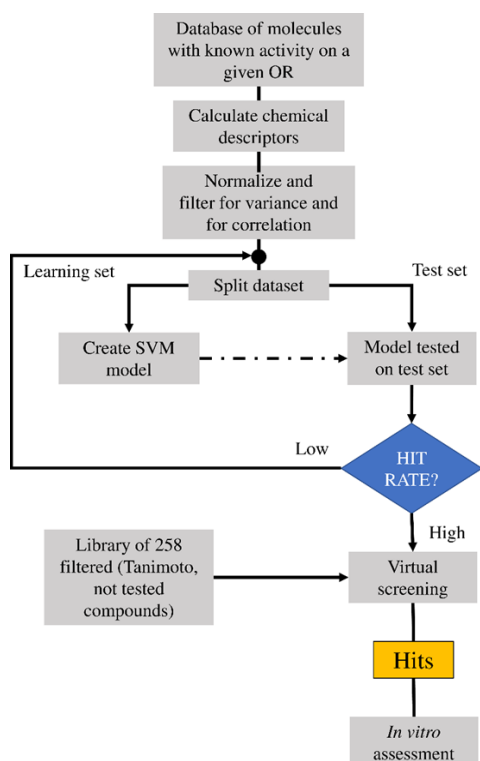 Database of molecules
with known activity on a
given OR
Calculate chemical
descriptors
Normalize and
filter for variance and
for correlation
Learning set
Test set
Split dataset
Create SVM
model
Model tested
on test set
Low
HIT
RATE?
High
Library of 258
filtered (Tanimoto,
not tested
compounds)
Virtual
screening
Hits
In vitro
assessment